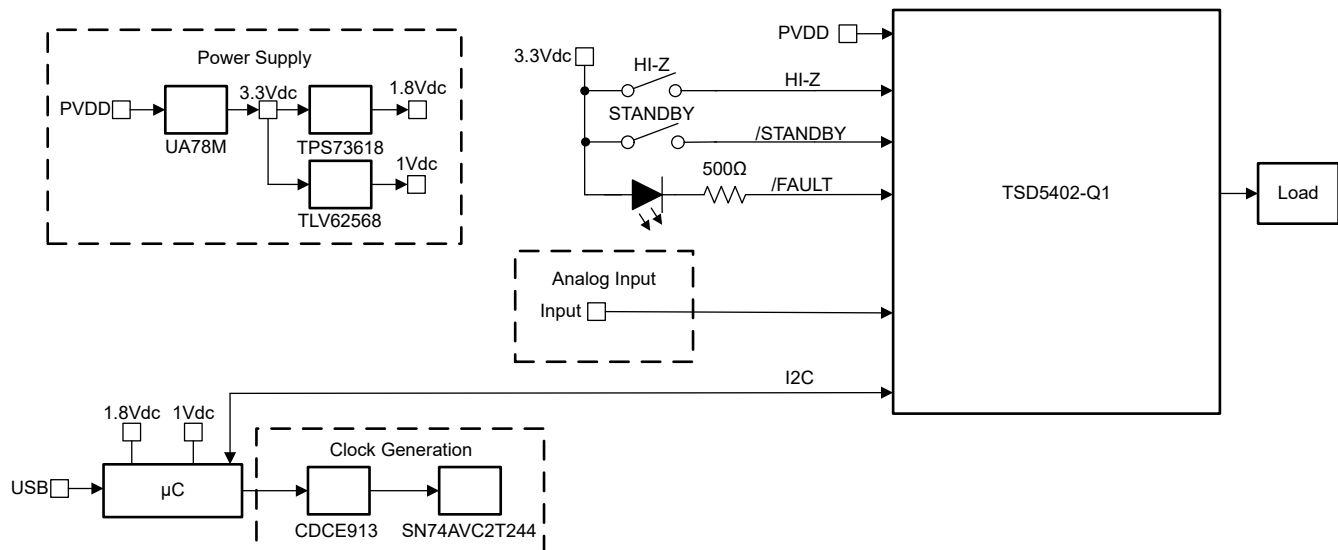 Power Supply
PVDD
3.3Vdc
1.8Vdc
UA78M
TPS73618
1Vdc
TLV62568
3.3Vdc
PVDD
HI-Z
HI-Z
STANDBY
/STANDBY
500Ω
/FAULT
TSD5402-Q1
Load
Analog Input
Input
I2C
1.8Vdc
1Vdc
USB
µC
Clock Generation
CDCE913
SN74AVC2T244